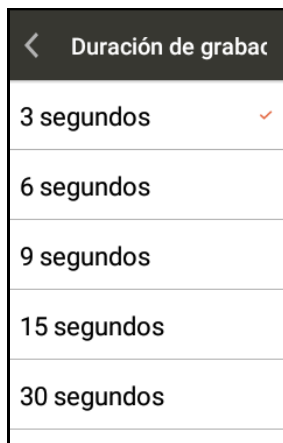 Duración de grabac
3 segundos
6 segundos
9 segundos
15 segundos
30 segundos